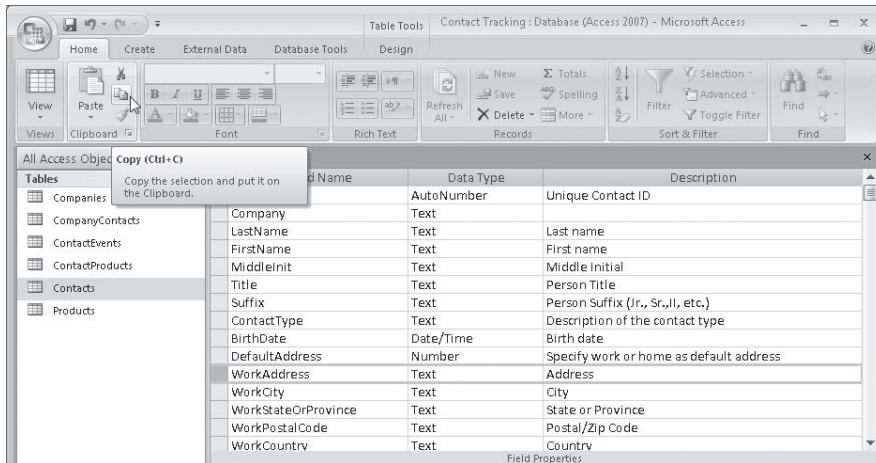 Table Tools
Contact Tracking : Database (Access 2007) - Microsoft Access
Home Create External Data Database Tools Design
View
Paste
B I U
Refresh All
New
Save
Delete
Σ Totals
Spelling
More
Filter
Selection
Advanced
Toggle Filter
Find
Views Clipboard Font Rich Text Records Sort & Filter Find
All Access Objec
Copy (Ctrl+C)
Copy the selection and put it on
the Clipboard.
Tables
Companies
CompanyContacts
ContactEvents
ContactProducts
Contacts
Products
d Name Data Type Description
AutoNumber Unique Contact ID
Company Text
LastName Text Last name
FirstName Text First name
MiddleInit Text Middle Initial
Title Text Person Title
Suffix Text Person Suffix (Jr., Sr.,II, etc.)
ContactType Text Description of the contact type
BirthDate Date/Time Birth date
DefaultAddress Number Specify work or home as default address
WorkAddress Text Address
WorkCity Text City
WorkStateOrProvince Text State or Province
WorkPostalCode Text Postal/Zip Code
WorkCountry Text Country
Field Properties